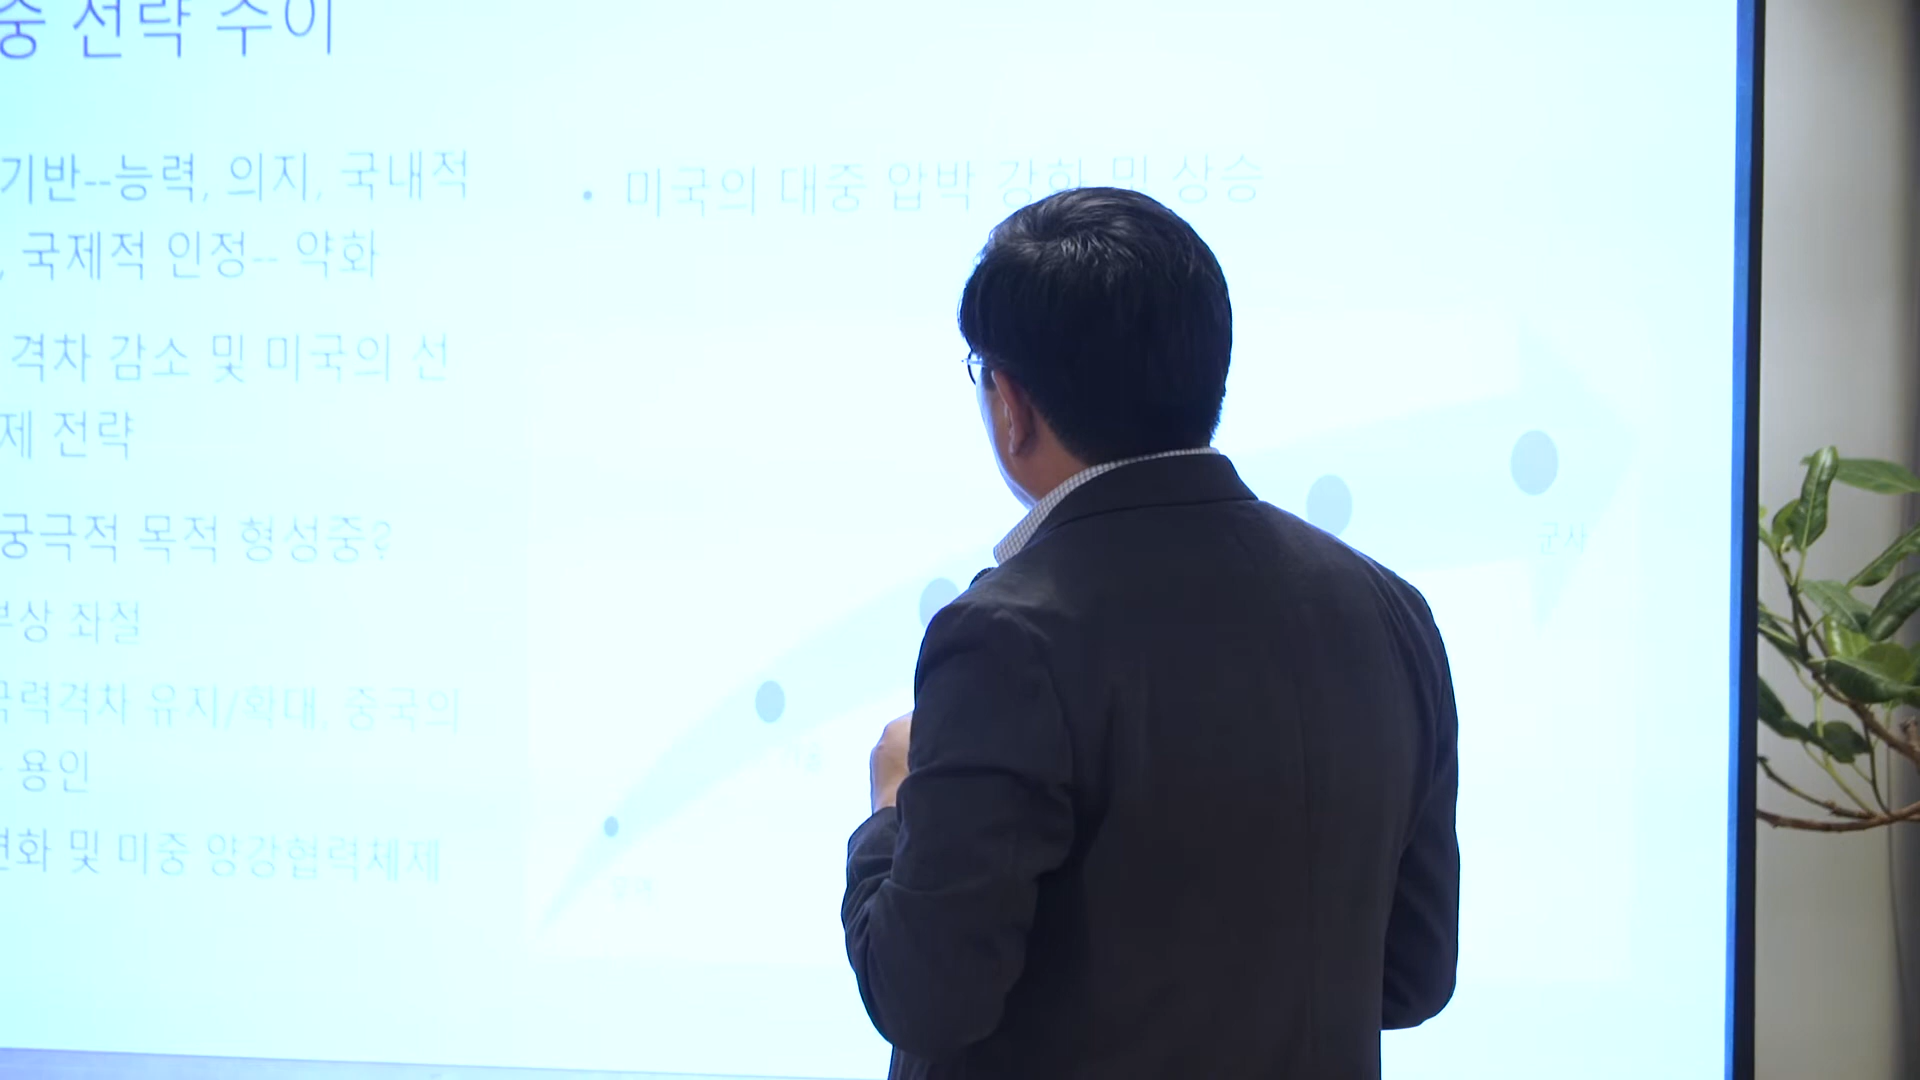 중 전략 추이
기반--능력, 의지, 국내적
, 국제적 인정-- 약화
격차 감소 및 미국의 선
제 전략
궁극적 목적 형성중?
부상 좌절
국력격차 유지/확대, 중국의
용인
변화 및 미중 양강협력체제
• 미국의 대중 압박 강화 및 상승
군사